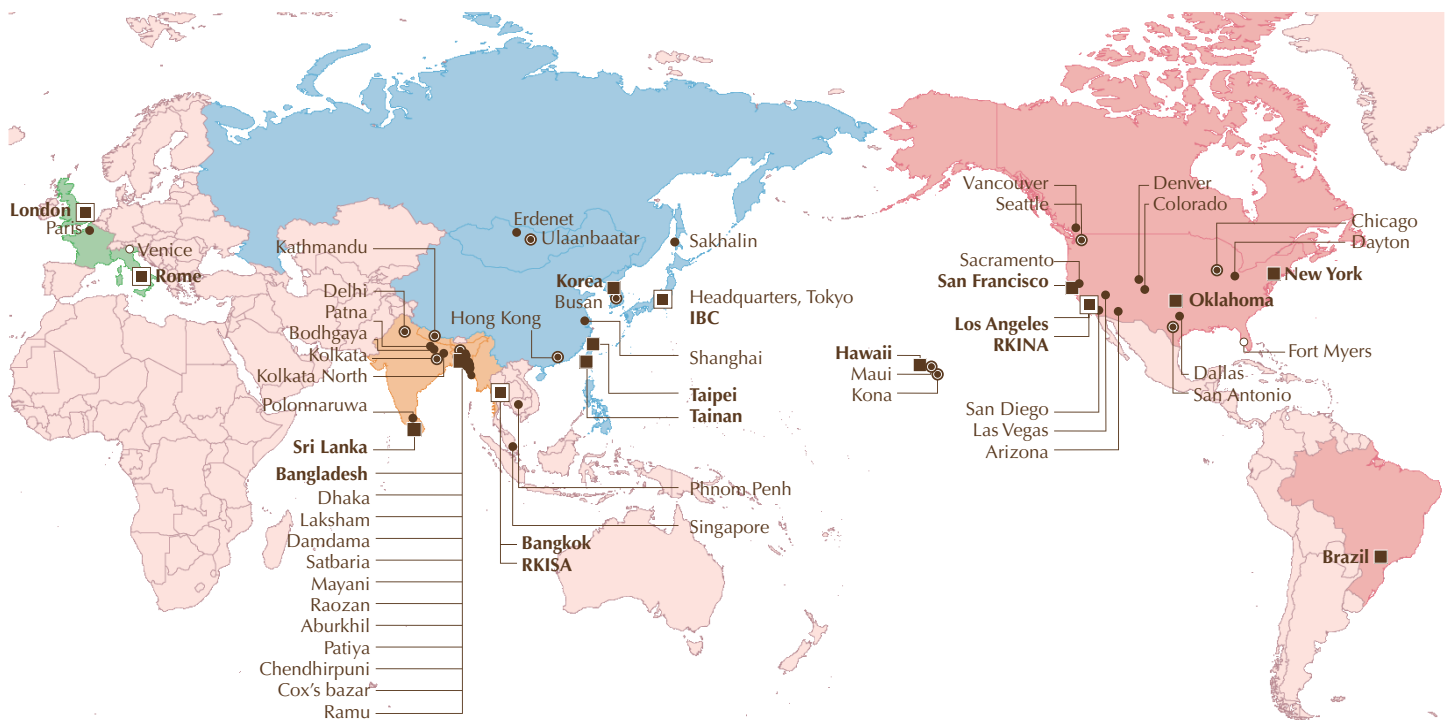 London
Paris
Venice
Rome
Kathmandu
Delhi
Patna
Bodhgaya
Kolkata
Kolkata North
Polonnaruwa
Sri Lanka
Bangladesh
Dhaka
Laksham
Damdama
Satbaria
Mayani
Raozan
Aburkhil
Patiya
Chendhirpuni
Cox's bazar
Ramu
Erdenet
Ulaanbaatar
Sakhalin
Korea
Busan
Headquarters, Tokyo
IBC
Hong Kong
Shanghai
Taipei
Tainan
Phnom Penh
Singapore
Bangkok
RKISA
Hawaii
Maui
Kona
Vancouver
Seattle
Sacramento
San Francisco
Los Angeles
RKINA
San Diego
Las Vegas
Arizona
Denver
Colorado
Chicago
Dayton
New York
Oklahoma
Fort Myers
Dallas
San Antonio
Brazil